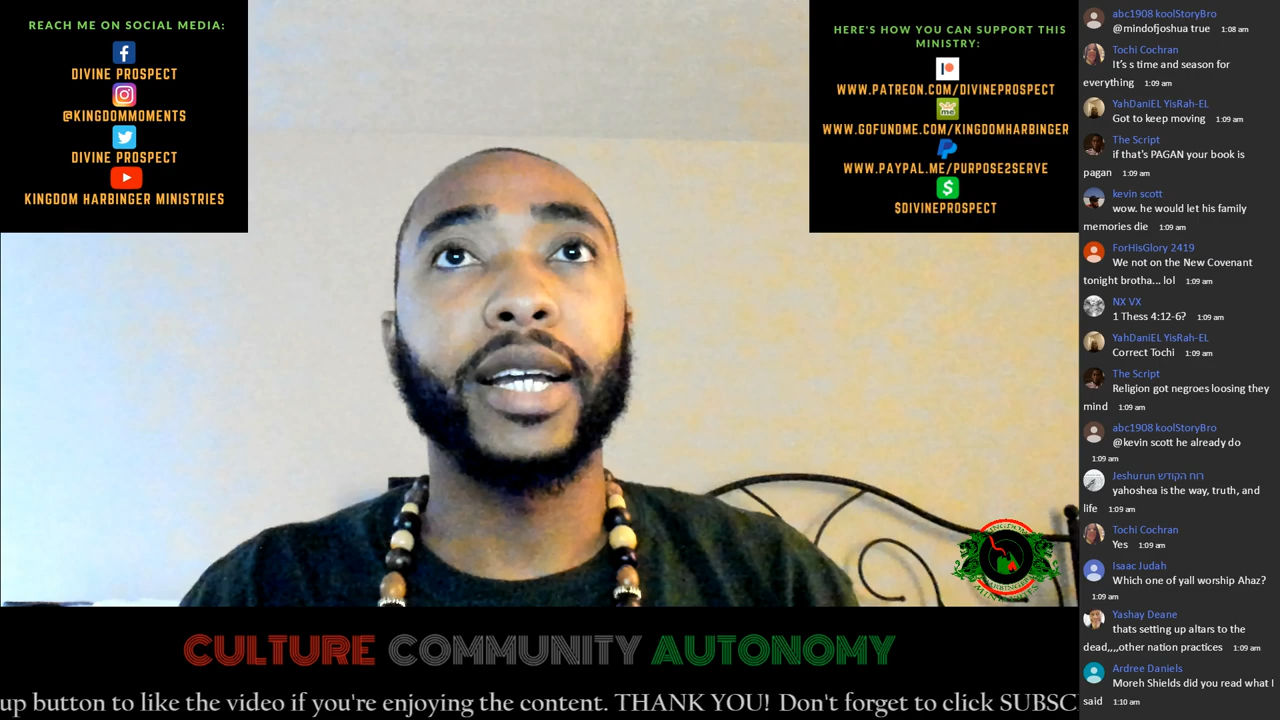 REACH ME ON SOCIAL MEDIA:
DIVINE PROSPECT
@KINGDOMMOMENTS
DIVINE PROSPECT
KINGDOM HARBINGER MINISTRIES
HERE'S HOW YOU CAN SUPPORT THIS
MINISTRY:
WWW.PATREON.COM/DIVINEPROSPECT
me
WWW.GOFUNDME.COM/KINGDOMHARBINGER
WWW.PAYPAL.ME/PURPOSE2SERVE
$
$DIVINEPROSPECT
CULTURE COMMUNITY AUTONOMY
up button to like the video if you're enjoying the content. THANK YOU! Don't forget to click SUBSC
abc1908 koolStoryBro
@mindofjoshua true 1:08 am
Tochi Cochran
It's s time and season for
everything 1:09 am
YahDaniEL YisRah-EL
Got to keep moving 1:09 am
The Script
if that's PAGAN your book is
pagan 1:09 am
kevin scott
wow. he would let his family
memories die 1:09 am
ForHisGlory 2419
We not on the New Covenant
tonight brotha... lol 1:09 am
NX VX
1 Thess 4:12-6? 1:09 am
YahDaniEL YisRah-EL
Correct Tochi 1:09 am
The Script
Religion got negroes loosing they
mind 1:09 am
abc1908 koolStoryBro
@kevin scott he already do
1:09 am
Jeshurun רוח הקודש
yahoshea is the way, truth, and
life 1:09 am
Tochi Cochran
Yes 1:09 am
Isaac Judah
Which one of yall worship Ahaz?
1:09 am
Yashay Deane
thats setting up altars to the
dead,,,,other nation practices 1:09 am
Ardree Daniels
Moreh Shields did you read what I
said 1:10 am